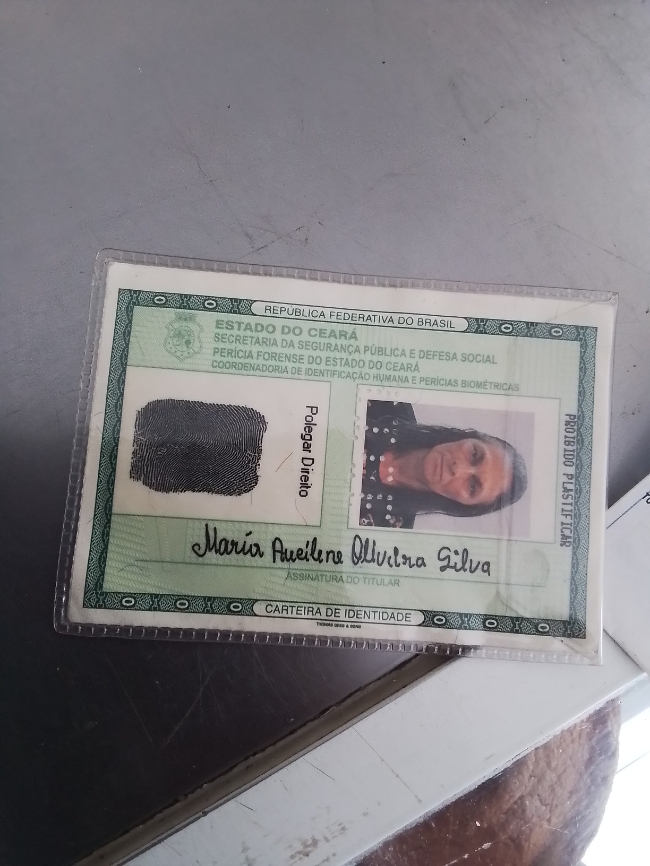 REPÚBLICA FEDERATIVA DO BRASIL
ESTADO DO CEARÁ
SECRETARIA DA SEGURANÇA PÚBLICA E DEFESA SOCIAL
PERÍCIA FORENSE DO ESTADO DO CEARÁ
COORDENADORIA DE IDENTIFICAÇÃO HUMANA E PERÍCIAS BIOMÉTRICAS
Polegar Direito
PROIBIDO PLASTIFICAR
Maria Aueilene Oliveira Silva
ASSINATURA DO TITULAR
CARTEIRA DE IDENTIDADE